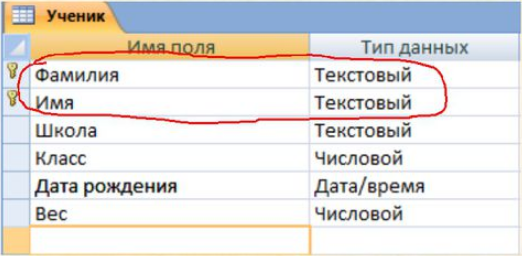 Ученик
Имя поля Тип данных
Фамилия Текстовый
Имя Текстовый
Школа Текстовый
Класс Числовой
Дата рождения Дата/время
Вес Числовой